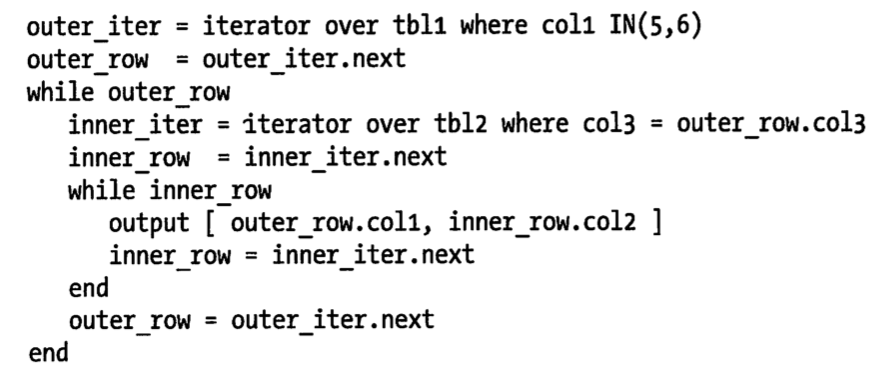 outer_iter = iterator over tbl1 where col1 IN(5,6)
outer_row  = outer_iter.next
while outer_row
   inner_iter = iterator over tbl2 where col3 = outer_row.col3
   inner_row  = inner_iter.next
   while inner_row
      output [ outer_row.col1, inner_row.col2 ]
      inner_row = inner_iter.next
   end
   outer_row = outer_iter.next
end